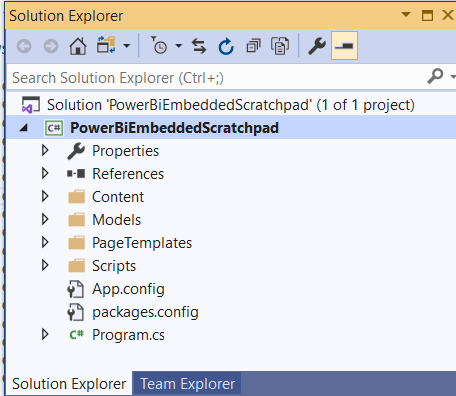 Solution Explorer
Search Solution Explorer (Ctrl+;)
Solution 'PowerBiEmbeddedScratchpad' (1 of 1 project)
C# PowerBiEmbeddedScratchpad
Properties
References
Content
Models
PageTemplates
Scripts
App.config
packages.config
C# Program.cs
Solution Explorer Team Explorer